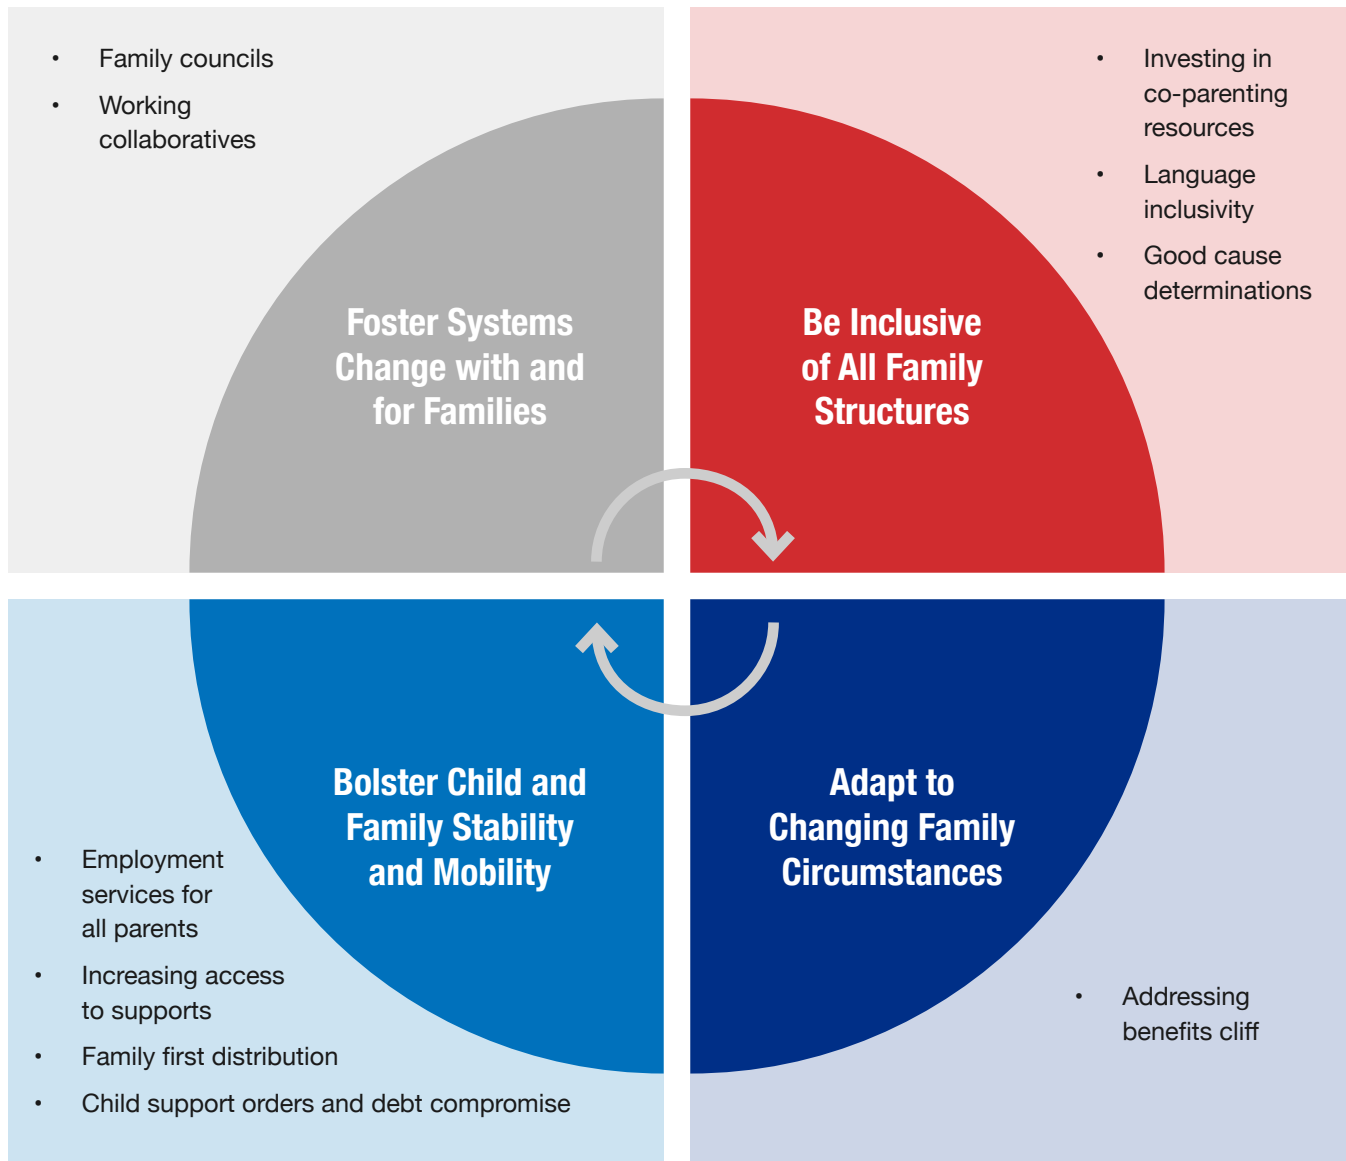 • Family councils
• Working
collaboratives
Foster Systems
Change with and
for Families
• Investing in
co-parenting
resources
• Language
inclusivity
• Good cause
determinations
Be Inclusive
of All Family
Structures
Bolster Child and
Family Stability
and Mobility
• Employment
services for
all parents
• Increasing access
to supports
• Family first distribution
• Child support orders and debt compromise
Adapt to
Changing Family
Circumstances
• Addressing
benefits cliff